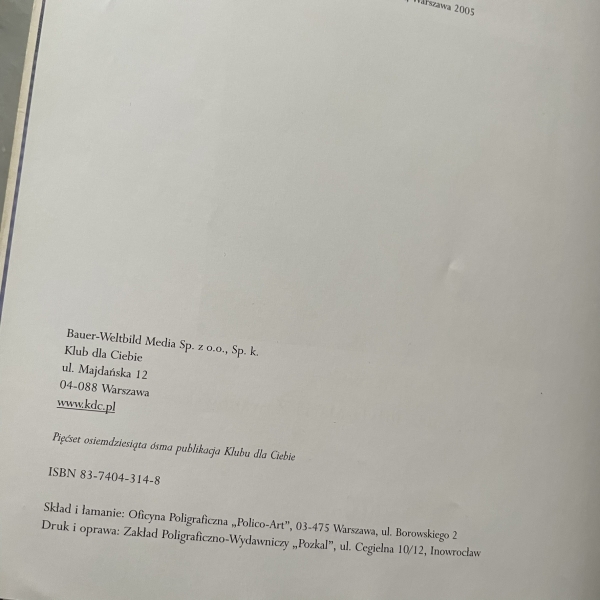 Warszawa 2005
Bauer-Weltbild Media Sp. z o.o., Sp. k.
Klub dla Ciebie
ul. Majdańska 12
04-088 Warszawa
www.kdc.pl
Pięćset osiemdziesiąta ósma publikacja Klubu dla Ciebie
ISBN 83-7404-314-8
Skład i łamanie: Oficyna Poligraficzna „Polico-Art”, 03-475 Warszawa, ul. Borowskiego 2
Druk i oprawa: Zakład Poligraficzno-Wydawniczy „Pozkal”, ul. Cegielna 10/12, Inowrocław